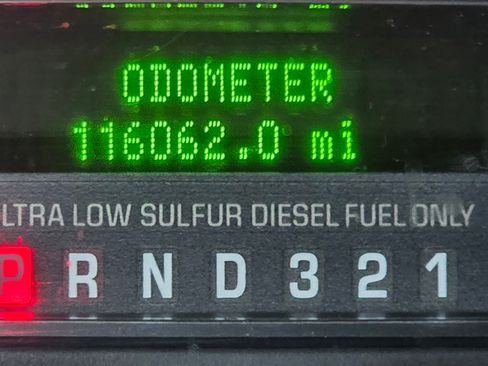 ODOMETER
116062.0 mi
LTRA LOW SULFUR DIESEL FUEL ONLY
P R N D 3 2 1